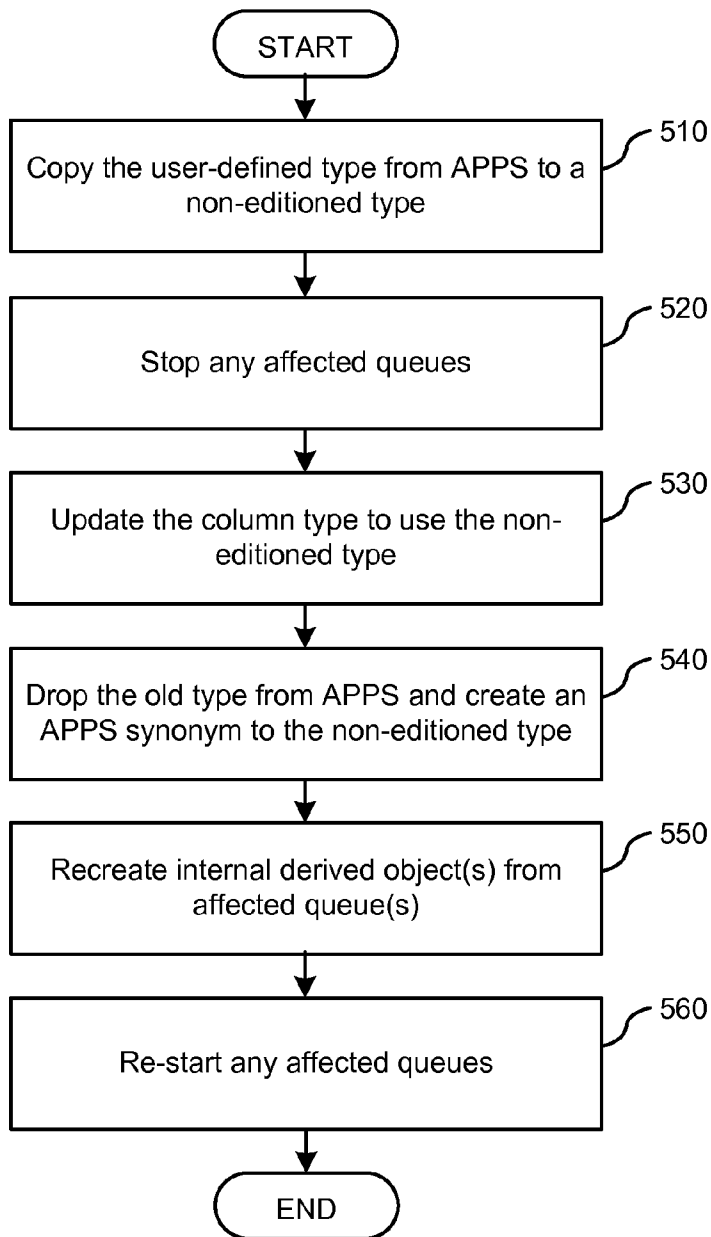 START
510
Copy the user-defined type from APPS to a
non-editioned type
520
Stop any affected queues
530
Update the column type to use the non-
editioned type
540
Drop the old type from APPS and create an
APPS synonym to the non-editioned type
550
Recreate internal derived object(s) from
affected queue(s)
560
Re-start any affected queues
END